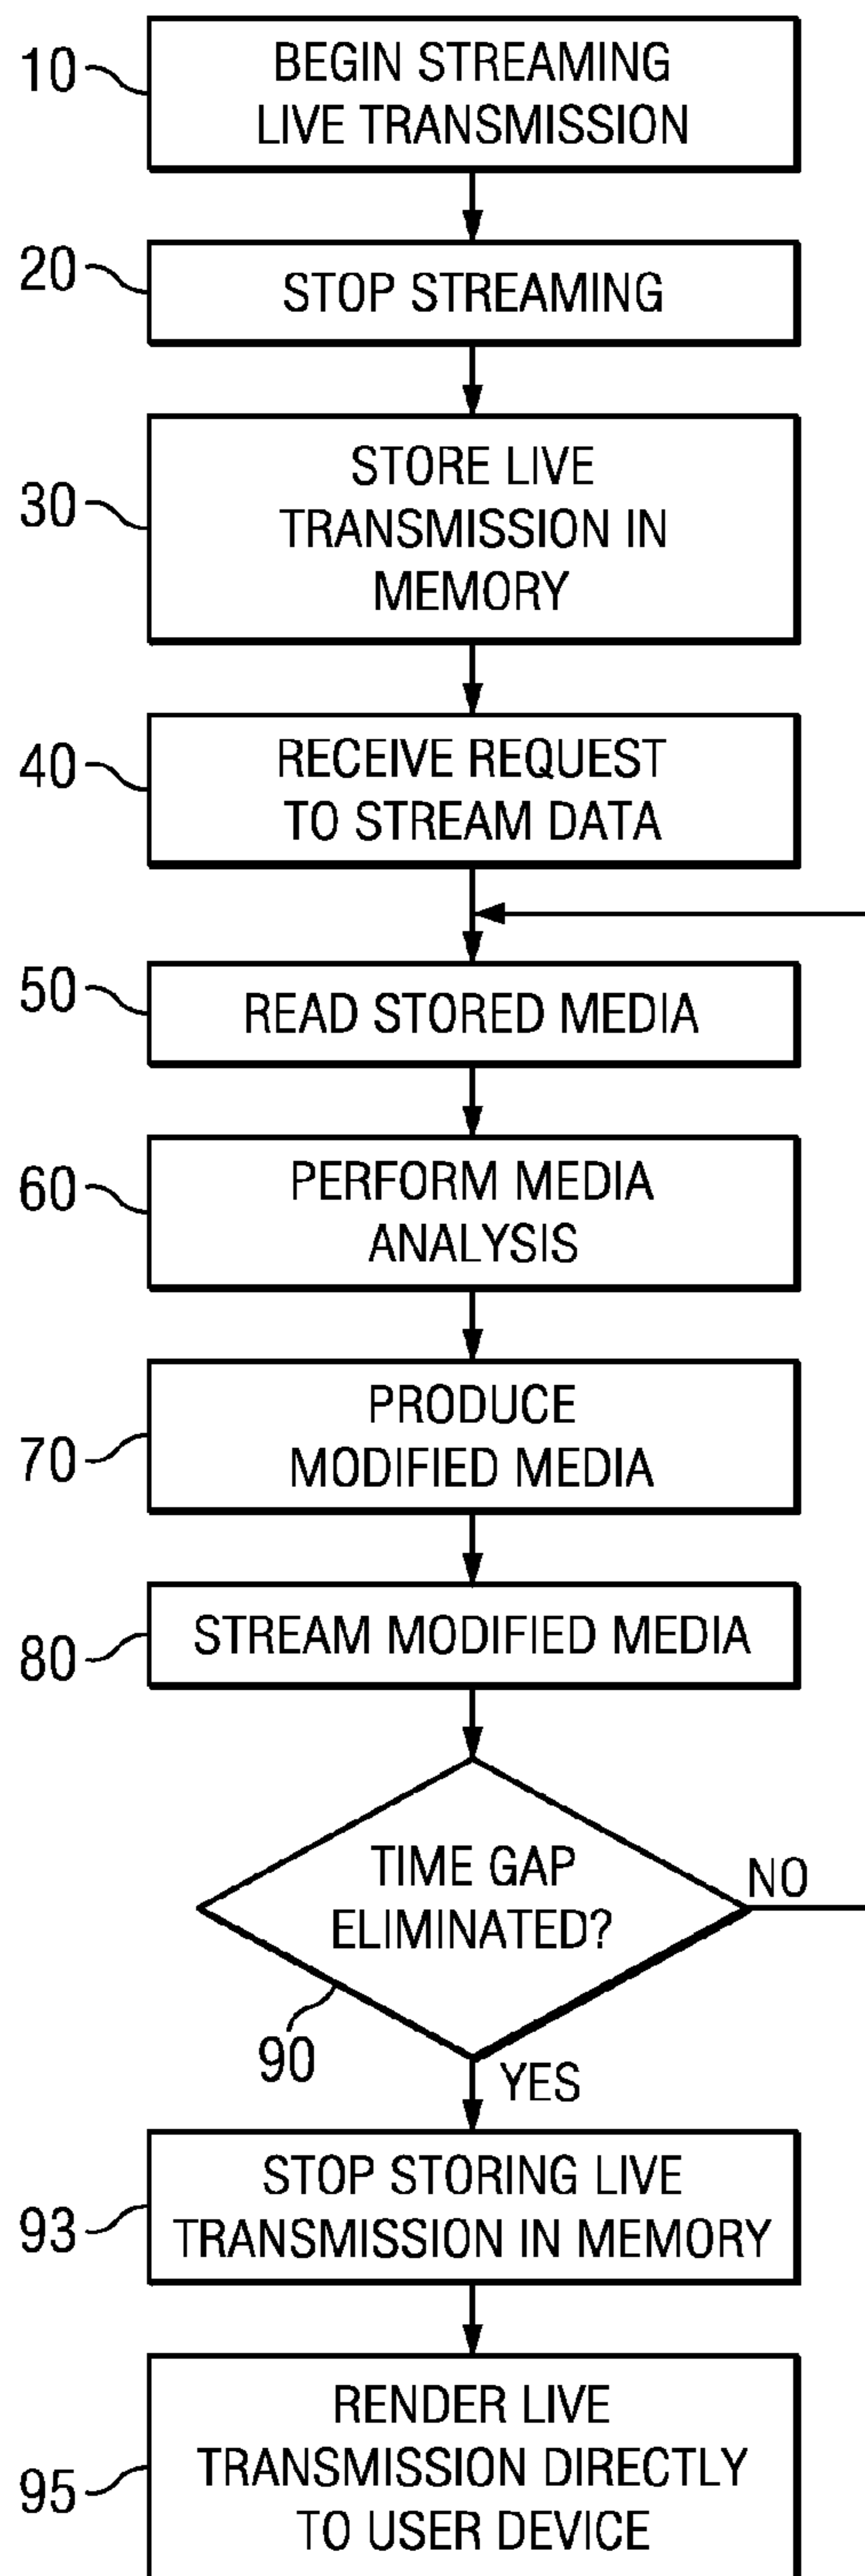 10
BEGIN STREAMING
LIVE TRANSMISSION
20
STOP STREAMING
30
STORE LIVE
TRANSMISSION IN
MEMORY
40
RECEIVE REQUEST
TO STREAM DATA
50
READ STORED MEDIA
60
PERFORM MEDIA
ANALYSIS
70
PRODUCE
MODIFIED MEDIA
80
STREAM MODIFIED MEDIA
TIME GAP
ELIMINATED?
NO
90
YES
93
STOP STORING LIVE
TRANSMISSION IN MEMORY
95
RENDER LIVE
TRANSMISSION DIRECTLY
TO USER DEVICE